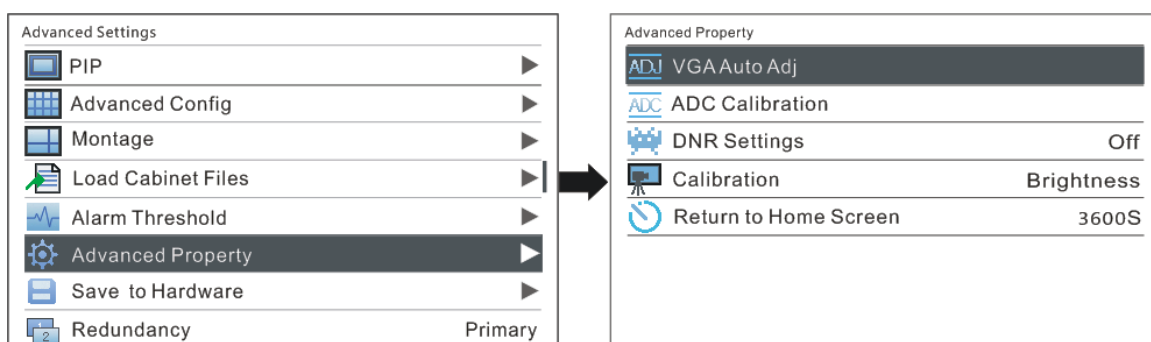 Advanced Settings
PIP
Advanced Config
Montage
Load Cabinet Files
Alarm Threshold
Advanced Property
Save to Hardware
2 Redundancy Primary
Advanced Property
ADJ VGA Auto Adj
ADC ADC Calibration
DNR Settings Off
Calibration Brightness
Return to Home Screen 3600S